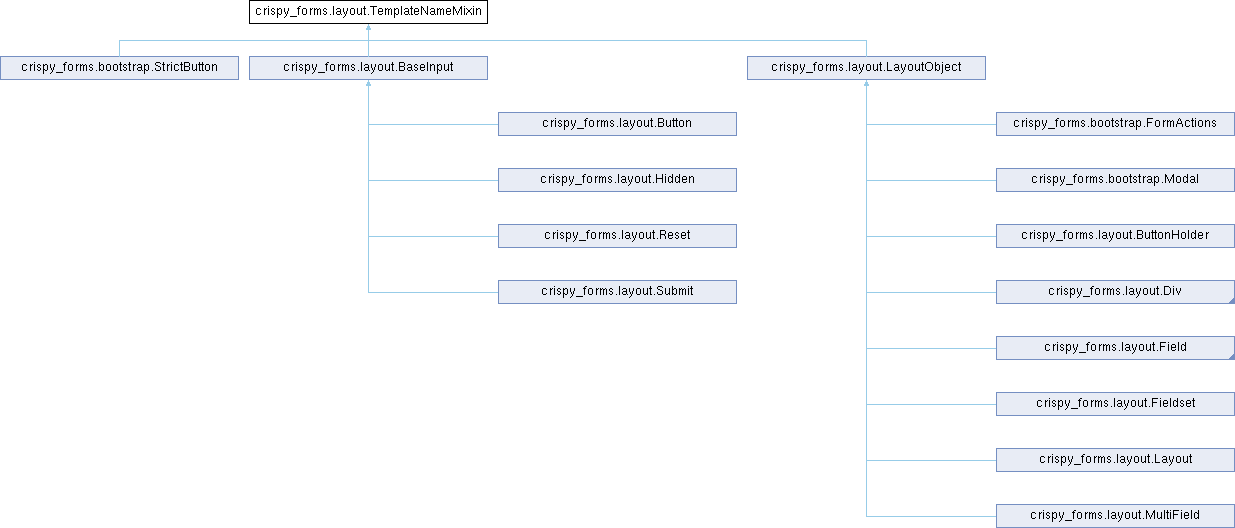 crispy_forms.layout.TemplateNameMixin
crispy_forms.bootstrap.StrictButton
crispy_forms.layout.BaseInput
crispy_forms.layout.LayoutObject
crispy_forms.layout.Button
crispy_forms.bootstrap.FormActions
crispy_forms.layout.Hidden
crispy_forms.bootstrap.Modal
crispy_forms.layout.Reset
crispy_forms.layout.ButtonHolder
crispy_forms.layout.Submit
crispy_forms.layout.Div
crispy_forms.layout.Field
crispy_forms.layout.Fieldset
crispy_forms.layout.Layout
crispy_forms.layout.MultiField